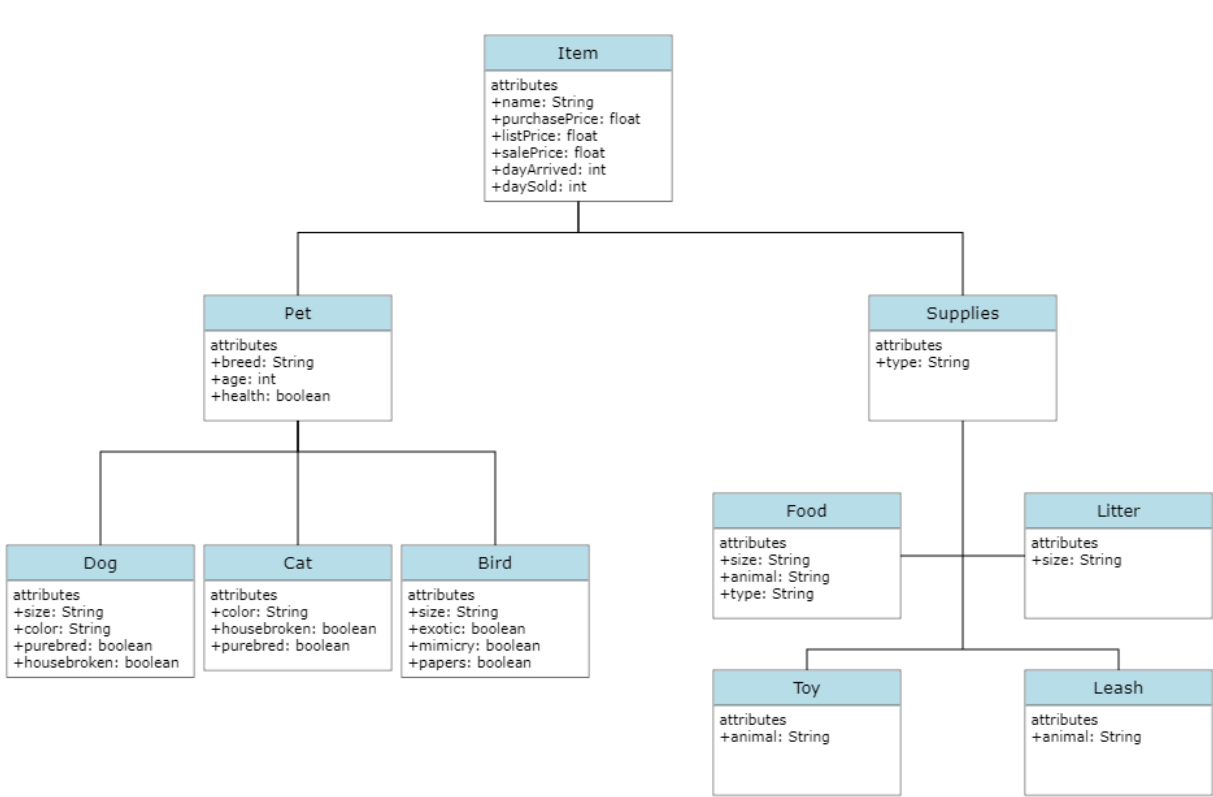 Item
attributes
+name: String
+purchasePrice: float
+listPrice: float
+salePrice: float
+dayArrived: int
+daySold: int
Pet
attributes
+breed: String
+age: int
+health: boolean
Supplies
attributes
+type: String
Food
attributes
+size: String
+animal: String
+type: String
Litter
attributes
+size: String
Dog
attributes
+size: String
+color: String
+purebred: boolean
+housebroken: boolean
Cat
attributes
+color: String
+housebroken: boolean
+purebred: boolean
Bird
attributes
+size: String
+exotic: boolean
+mimicry: boolean
+papers: boolean
Toy
attributes
+animal: String
Leash
attributes
+animal: String